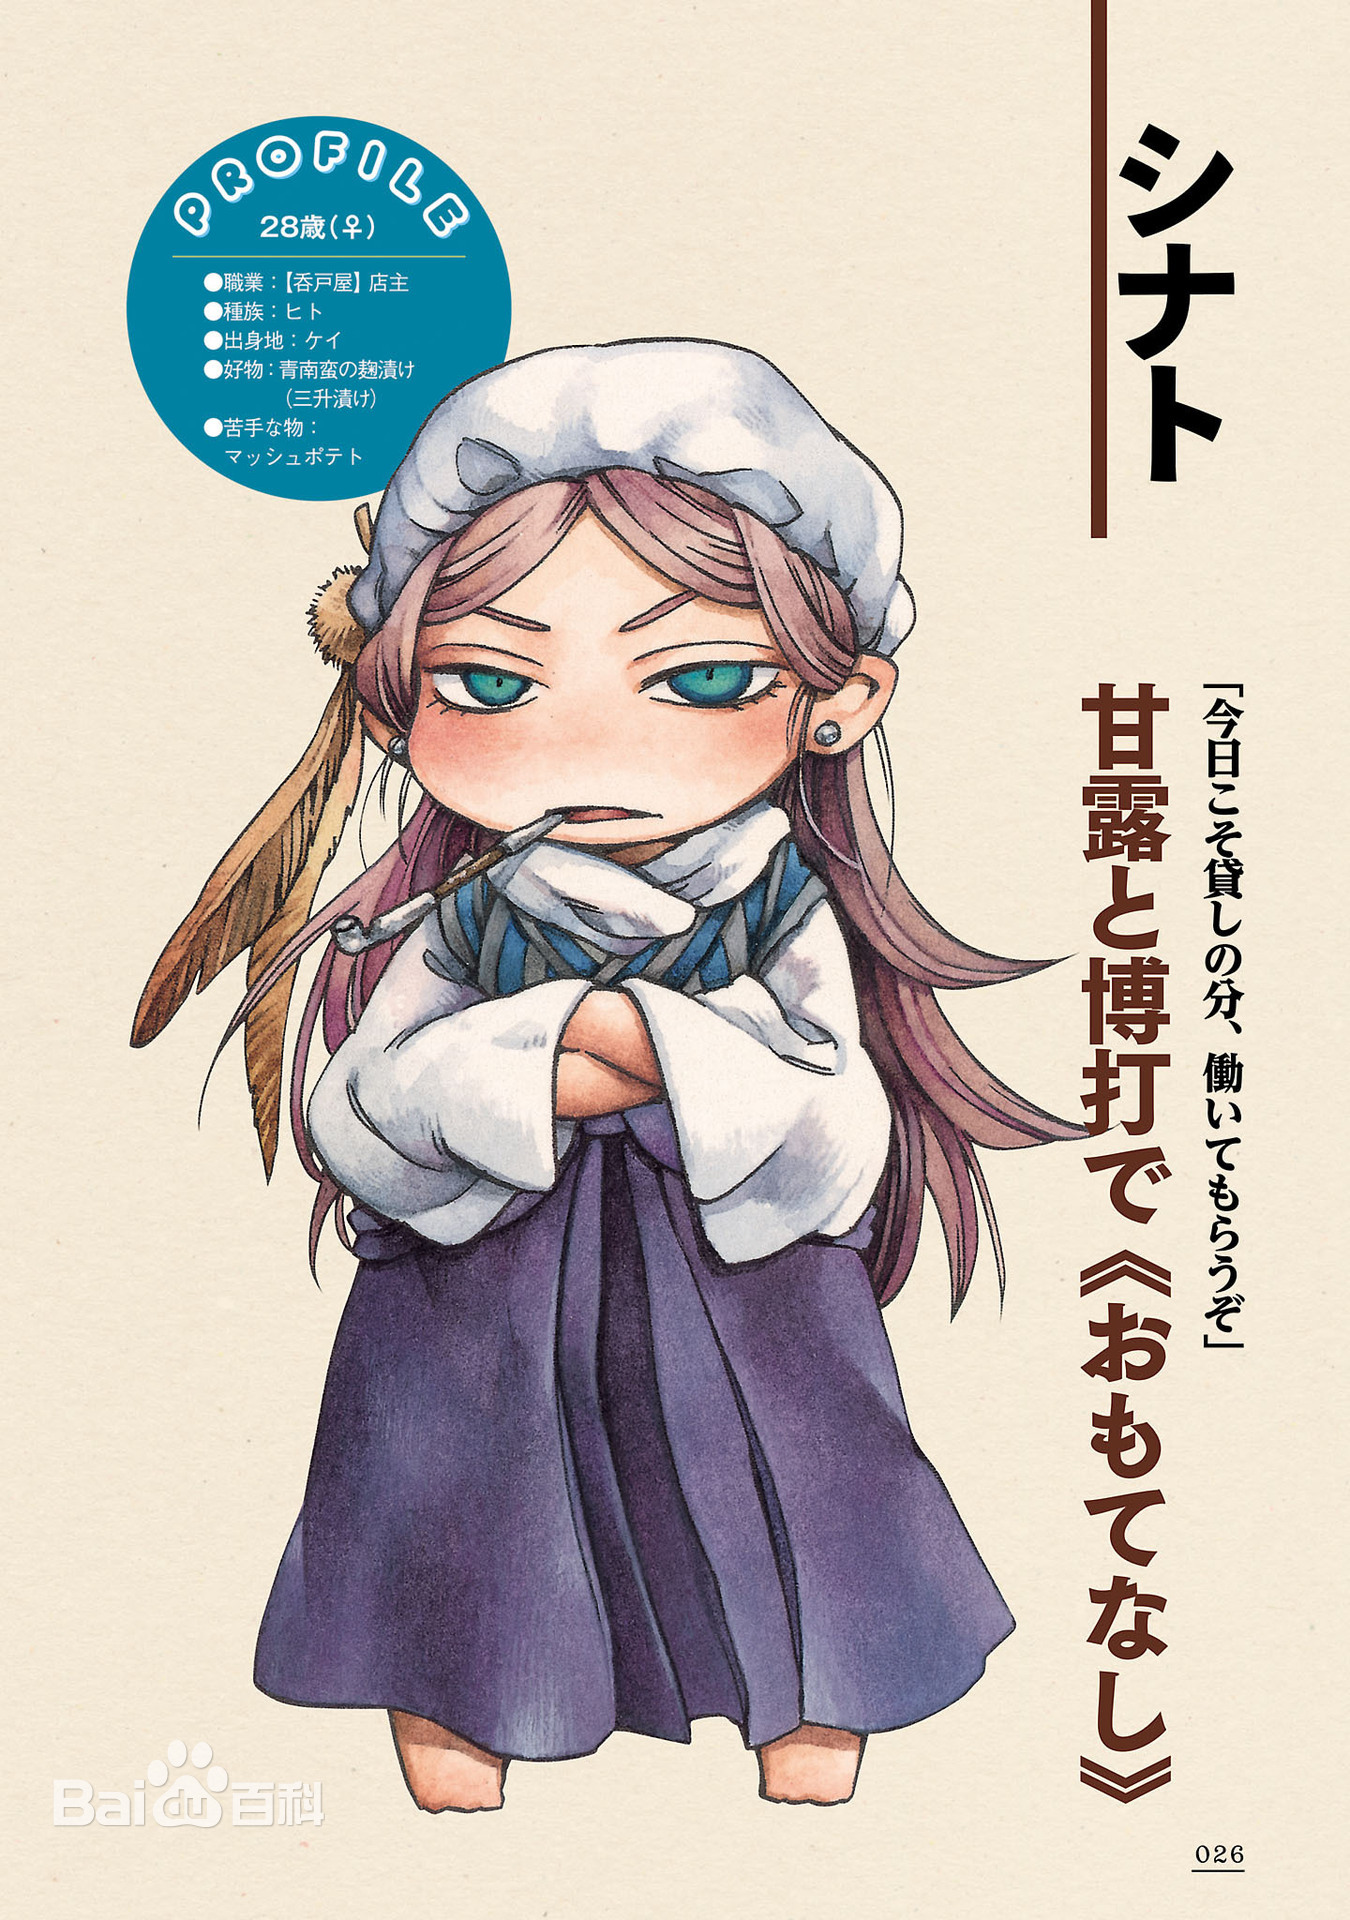 シナト
「今日こそ貸しの分、働いてもらうぞ」
甘露と博打で《おもてなし》
PROFILE
28歳(♀)
●職業:【呑戸屋】店主
●種族:ヒト
●出身地:ケイ
●好物:青南蛮の麹漬け
(三升漬け)
●苦手な物:
マッシュポテト
Bai du 百科
026